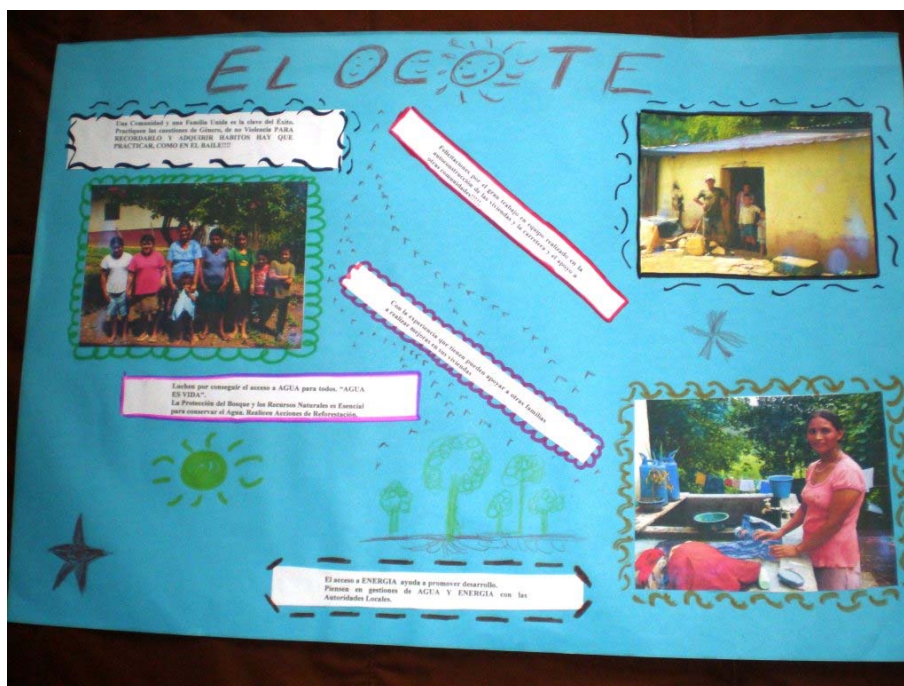 EL OCOTE
Una Comunidad y una Familia Unida es la clave del Éxito.
Practiquen las cuestiones de Género, de no Violencia PARA
RECORDARLO Y ADQUIRIR HABITOS HAY QUE
PRACTICAR, COMO EN EL BAILE!!!!
Felicitaciones por el gran trabajo en equipo realizado en la
autoconstrucción de las viviendas y la carretera y el apoyo a
otras comunidades!!!!!
Con la experiencia que tienen pueden apoyar a otras familias
a realizar mejoras en sus viviendas
Luchen por conseguir el acceso a AGUA para todos. "AGUA
ES VIDA".
La Protección del Bosque y los Recursos Naturales es Esencial
para conservar el Agua. Realicen Acciones de Reforestación.
El acceso a ENERGIA ayuda a promover desarrollo.
Piensen en gestiones de AGUA Y ENERGIA con las
Autoridades Locales.